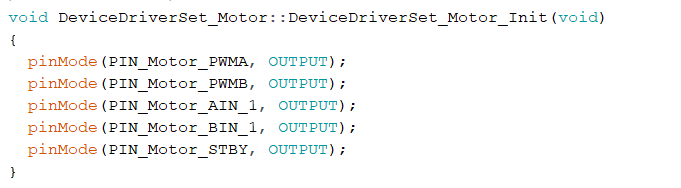 void DeviceDriverSet_Motor::DeviceDriverSet_Motor_Init(void)
{
  pinMode(PIN_Motor_PWMA, OUTPUT);
  pinMode(PIN_Motor_PWMB, OUTPUT);
  pinMode(PIN_Motor_AIN_1, OUTPUT);
  pinMode(PIN_Motor_BIN_1, OUTPUT);
  pinMode(PIN_Motor_STBY, OUTPUT);
}